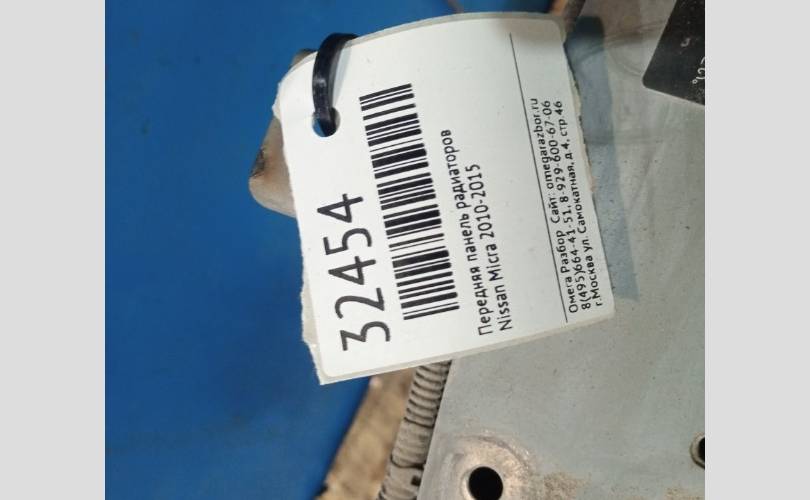 32454
Передняя панель радиаторов
Nissan Micra 2010-2015
Омега Разбор Сайт: omegarazbor.ru
8(495)664-41-51, 8-929-600-67-06
г.Москва ул. Самокатная, д.4, стр.46